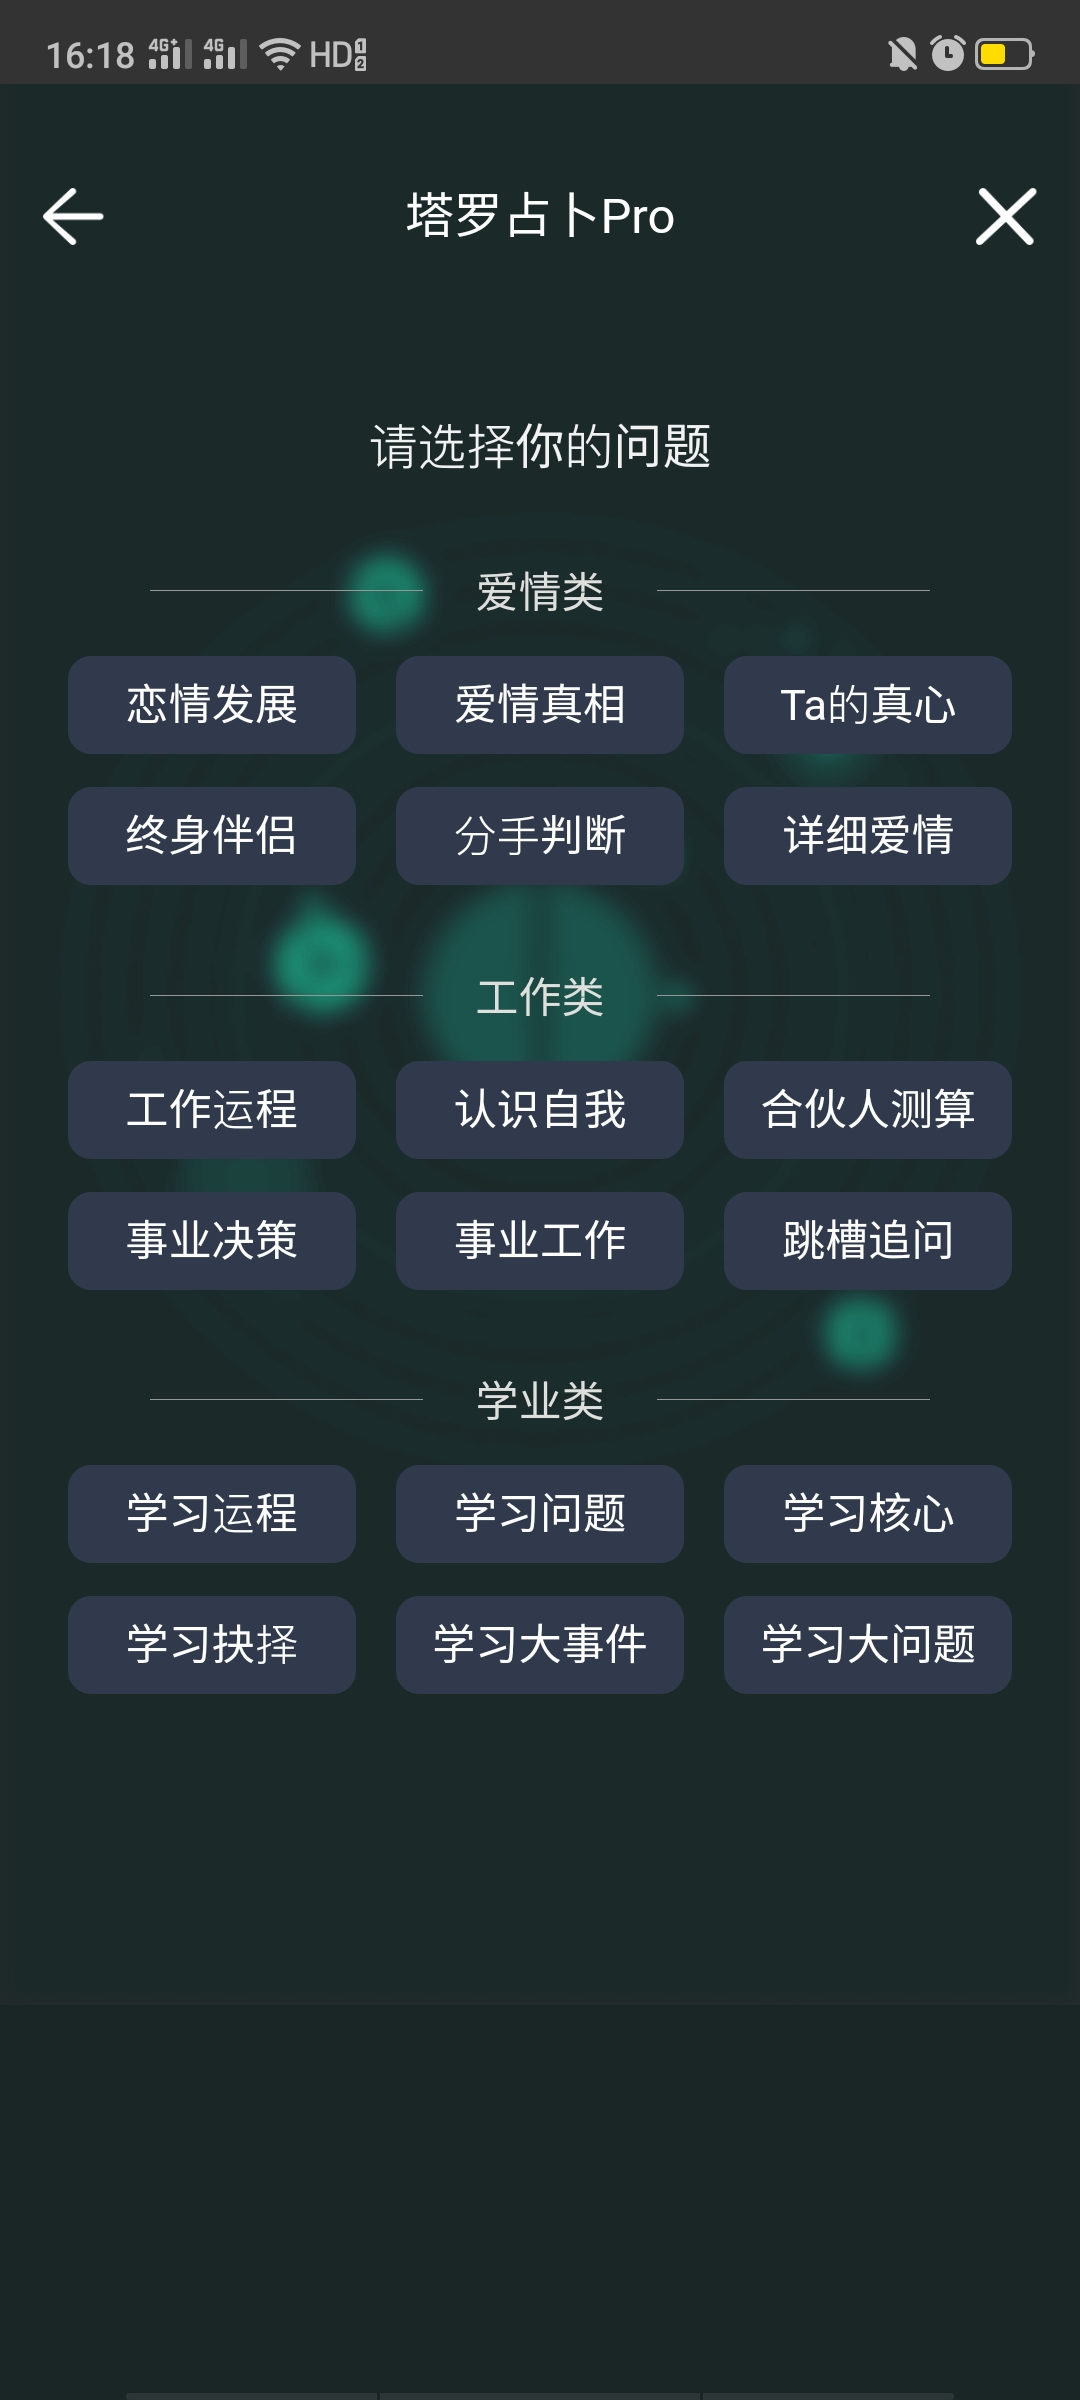 16:18 4G+ 4G HD 1 2
塔罗占卜Pro
请选择你的问题
爱情类
恋情发展 爱情真相 Ta的真心
终身伴侣 分手判断 详细爱情
工作类
工作运程 认识自我 合伙人测算
事业决策 事业工作 跳槽追问
学业类
学习运程 学习问题 学习核心
学习抉择 学习大事件 学习大问题